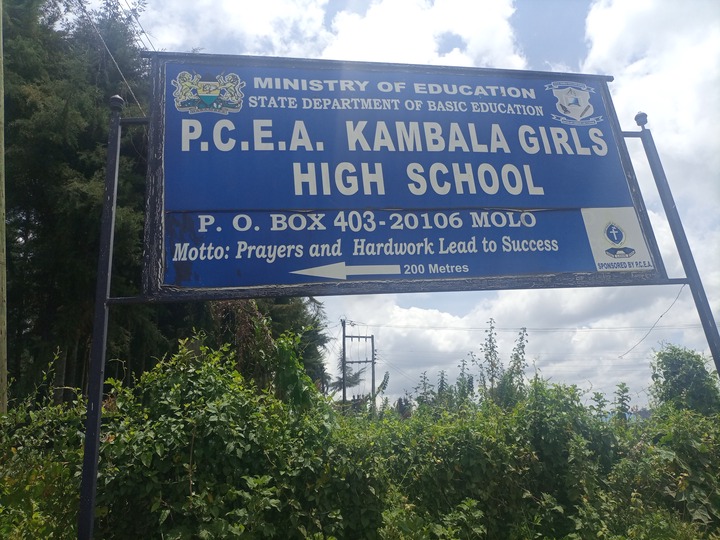 MINISTRY OF EDUCATION
STATE DEPARTMENT OF BASIC EDUCATION
P.C.E.A. KAMBALA GIRLS
HIGH SCHOOL
P. O. BOX 403-20106 MOLO
Motto: Prayers and Hardwork Lead to Success
200 Metres
SPONSORED BY P.C.E.A.